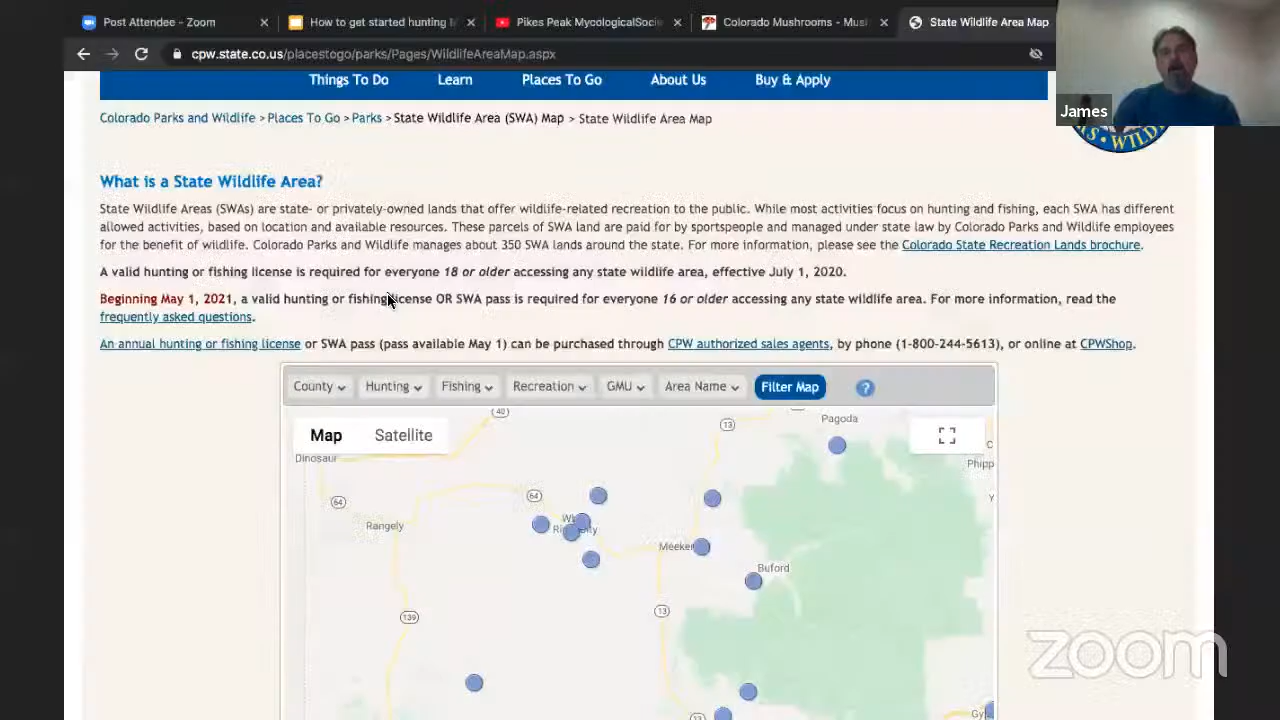 Post Attendee - Zoom
How to get started hunting
Pikes Peak MycologicalSocie
Colorado Mushrooms - Mus
State Wildlife Area Map
cpw.state.co.us/placestogo/parks/Pages/WildlifeAreaMap.aspx
James
Things To Do
Learn
Places To Go
About Us
Buy & Apply
Colorado Parks and Wildlife > Places To Go > Parks > State Wildlife Area (SWA) Map > State Wildlife Area Map
WILD
What is a State Wildlife Area?
State Wildlife Areas (SWAs) are state- or privately-owned lands that offer wildlife-related recreation to the public. While most activities focus on hunting and fishing, each SWA has different
allowed activities, based on location and available resources. These parcels of SWA land are paid for by sportspeople and managed under state law by Colorado Parks and Wildlife employees
for the benefit of wildlife. Colorado Parks and Wildlife manages about 350 SWA lands around the state. For more information, please see the Colorado State Recreation Lands brochure.
A valid hunting or fishing license is required for everyone 18 or older accessing any state wildlife area, effective July 1, 2020.
Beginning May 1, 2021, a valid hunting or fishing license OR SWA pass is required for everyone 16 or older accessing any state wildlife area. For more information, read the
frequently asked questions.
An annual hunting or fishing license or SWA pass (pass available May 1) can be purchased through CPW authorized sales agents, by phone (1-800-244-5613), or online at CPWShop.
County
Hunting
Fishing
Recreation
GMU
Area Name
Filter Map
?
Map
Satellite
40
13
Pagoda
Dinosaur
Phipp
64
64
Rangely
Meeker
Buford
139
13
13
Gy
zoom